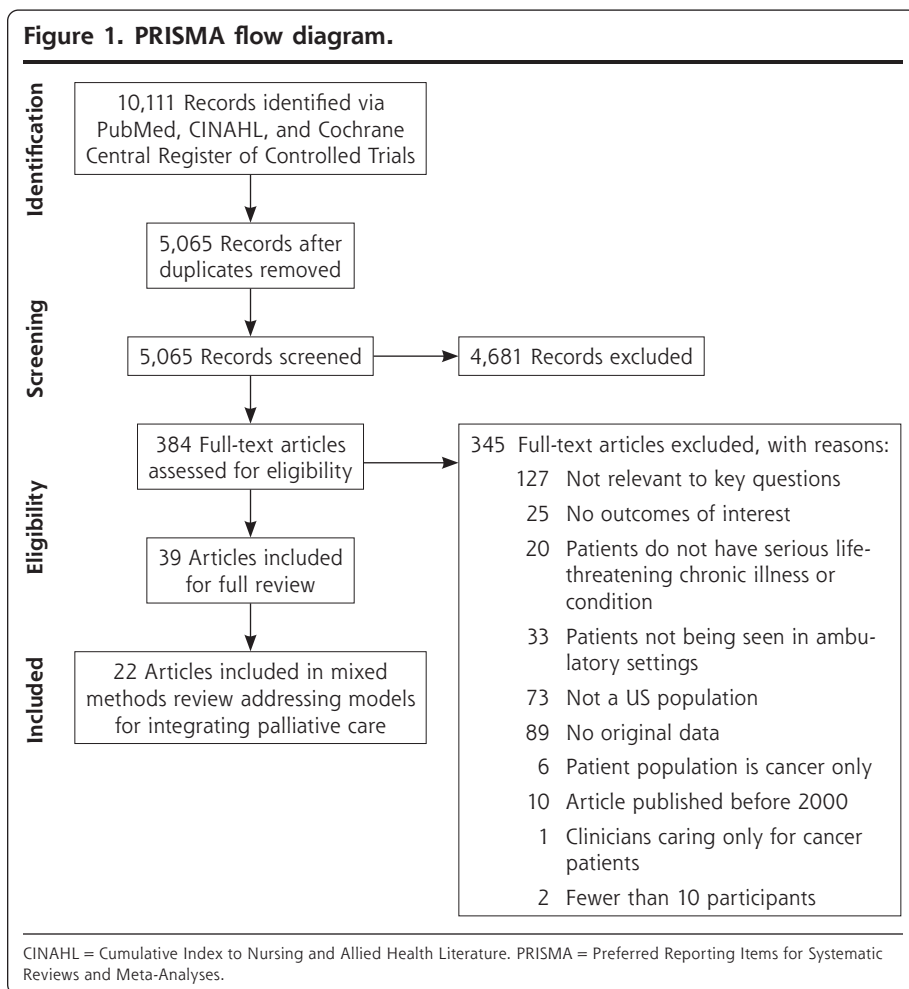 Figure 1. PRISMA flow diagram.
Identification
10,111 Records identified via
PubMed, CINAHL, and Cochrane
Central Register of Controlled Trials
5,065 Records after
duplicates removed
Screening
5,065 Records screened
4,681 Records excluded
Eligibility
384 Full-text articles
assessed for eligibility
345 Full-text articles excluded, with reasons:
127 Not relevant to key questions
25 No outcomes of interest
20 Patients do not have serious life-
threatening chronic illness or
condition
33 Patients not being seen in ambu-
latory settings
73 Not a US population
89 No original data
6 Patient population is cancer only
10 Article published before 2000
1 Clinicians caring only for cancer
patients
2 Fewer than 10 participants
39 Articles included
for full review
Included
22 Articles included in mixed
methods review addressing models
for integrating palliative care
CINAHL = Cumulative Index to Nursing and Allied Health Literature. PRISMA = Preferred Reporting Items for Systematic
Reviews and Meta-Analyses.